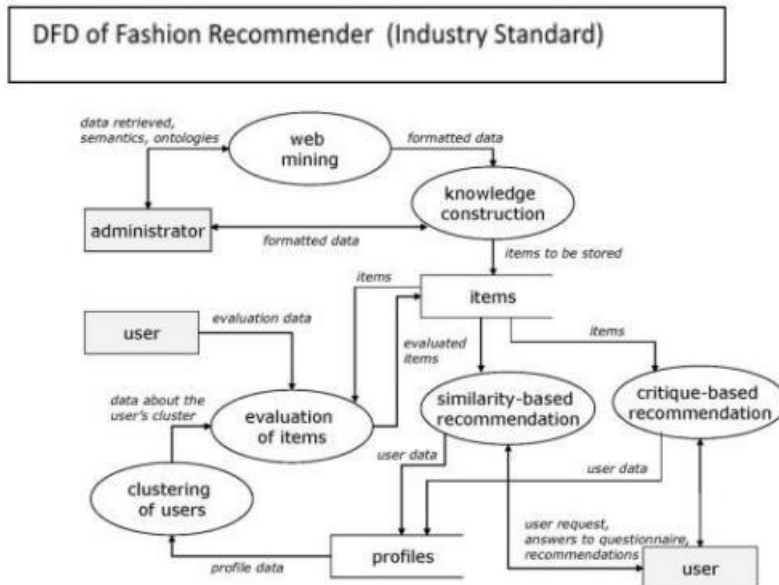 DFD of Fashion Recommender (Industry Standard)
data retrieved,
semantics, ontologies
web
mining
formatted data
knowledge
construction
administrator
formatted data
items to be stored
items
items
user
evaluation data
evaluated
items
items
data about the
user's cluster
evaluation
of items
similarity-based
recommendation
critique-based
recommendation
user data
user data
clustering
of users
user request,
answers to questionnaire,
recommendations
profile data
profiles
user